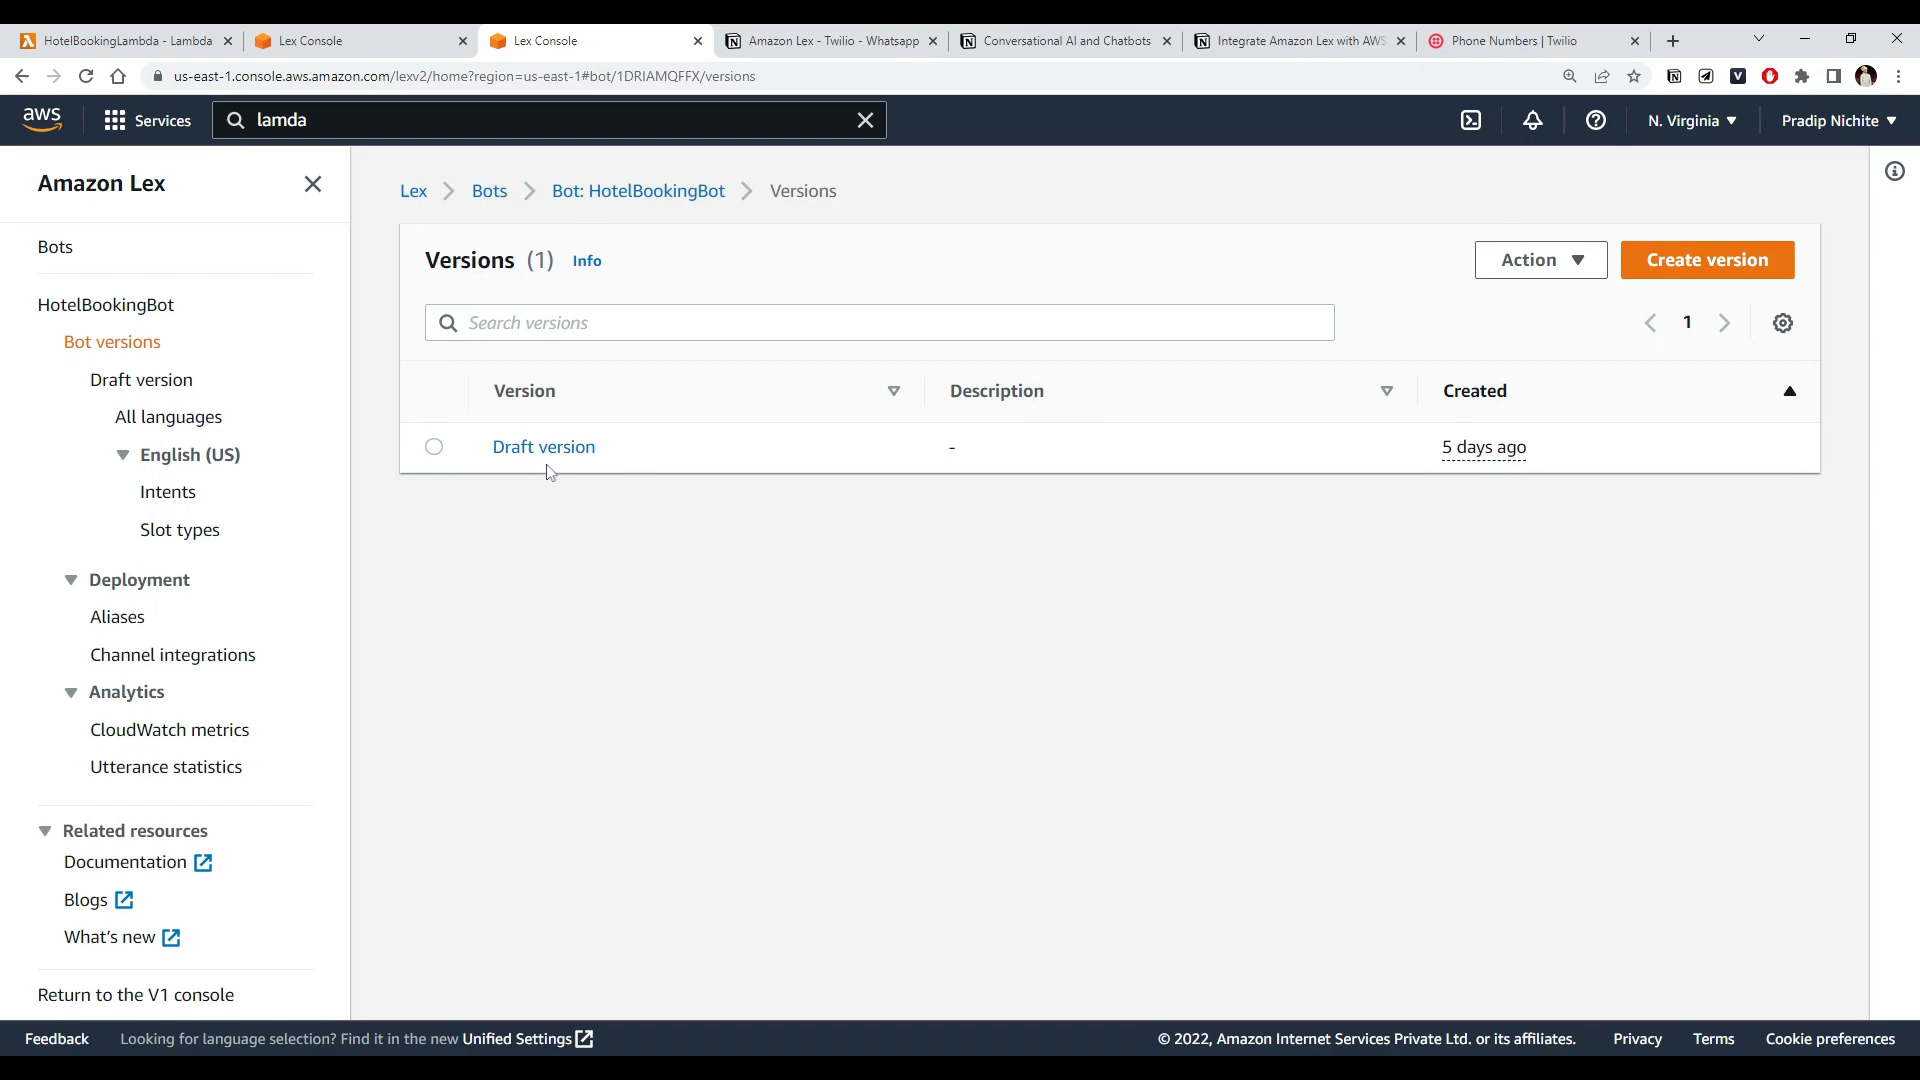 HotelBookingLambda - Lambda
Lex Console
Lex Console
Amazon Lex - Twilio - Whatsapp
Conversational AI and Chatbots
Integrate Amazon Lex with AWS
Phone Numbers | Twilio
us-east-1.console.aws.amazon.com/lexv2/home?region=us-east-1#bot/1DRIAMQFFX/versions
aws
Services
lamda
N. Virginia
Pradip Nichite
Amazon Lex
Bots
HotelBookingBot
Bot versions
Draft version
All languages
English (US)
Intents
Slot types
Deployment
Aliases
Channel integrations
Analytics
CloudWatch metrics
Utterance statistics
Related resources
Documentation
Blogs
What's new
Return to the V1 console
Lex
Bots
Bot: HotelBookingBot
Versions
Versions (1) Info
Action
Create version
Search versions
1
Version
Description
Created
Draft version
-
5 days ago
Feedback
Looking for language selection? Find it in the new Unified Settings
© 2022, Amazon Internet Services Private Ltd. or its affiliates.
Privacy
Terms
Cookie preferences